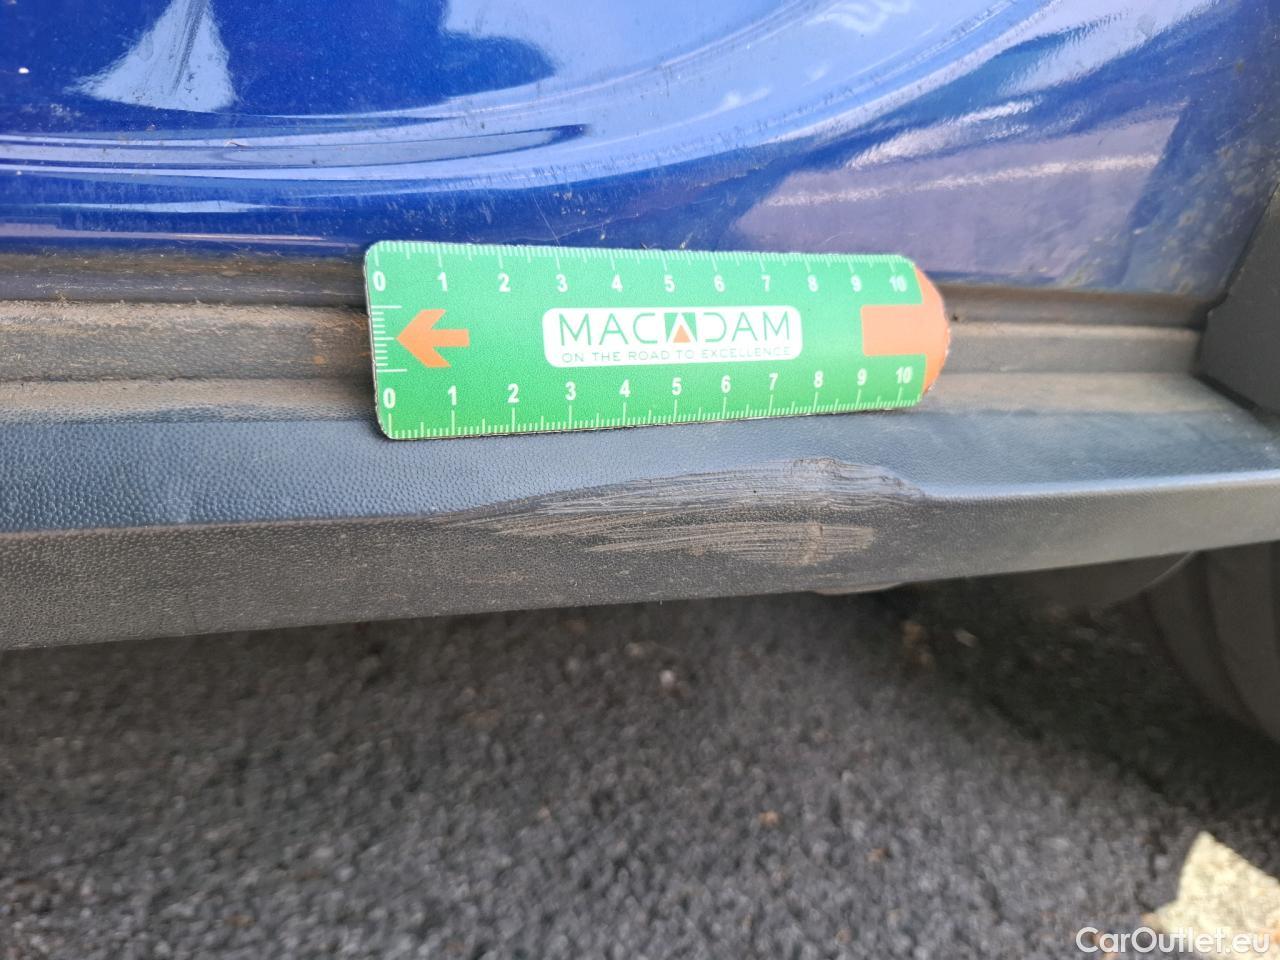 0 1 2 3 4 5 6 7 8 9 10
MACADAM
ON THE ROAD TO EXCELLENCE
0 1 2 3 4 5 6 7 8 9 10
CarOutlet.eu